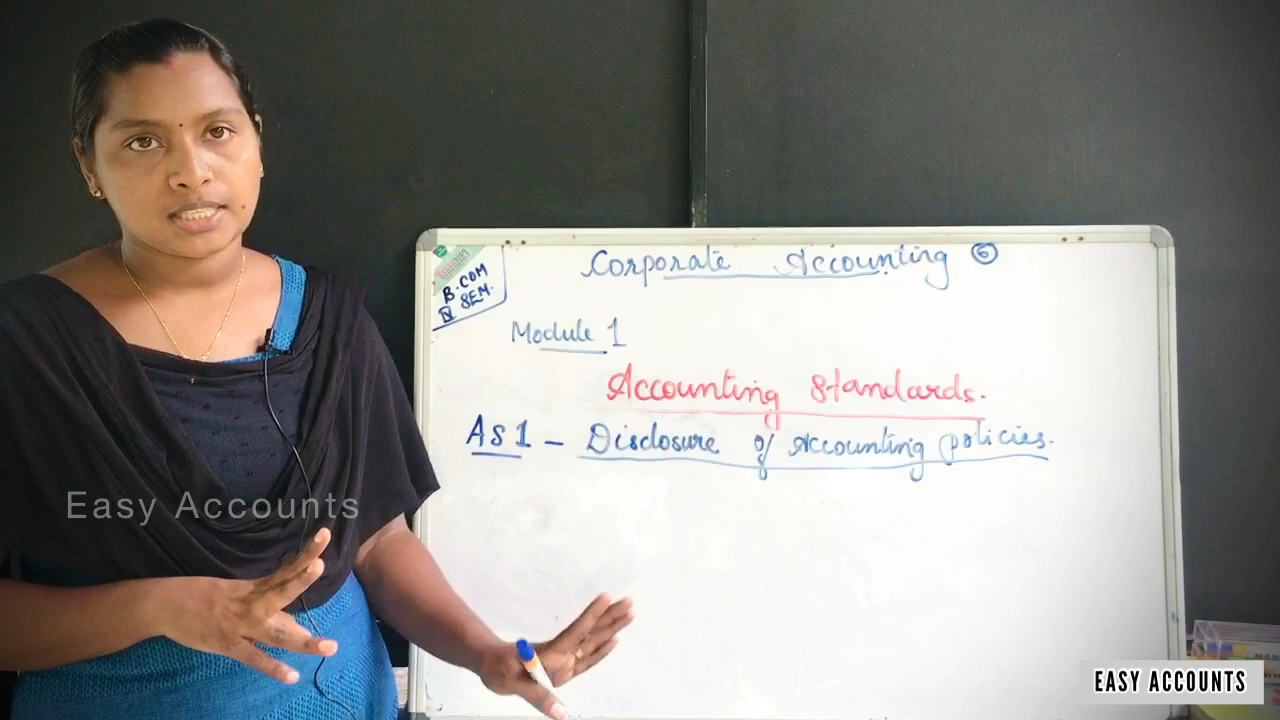 Corporate Accounting 6
B.COM
IV SEM.
Module 1
Accounting Standards.
AS 1 - Disclosure of Accounting policies.
Easy Accounts
EASY ACCOUNTS